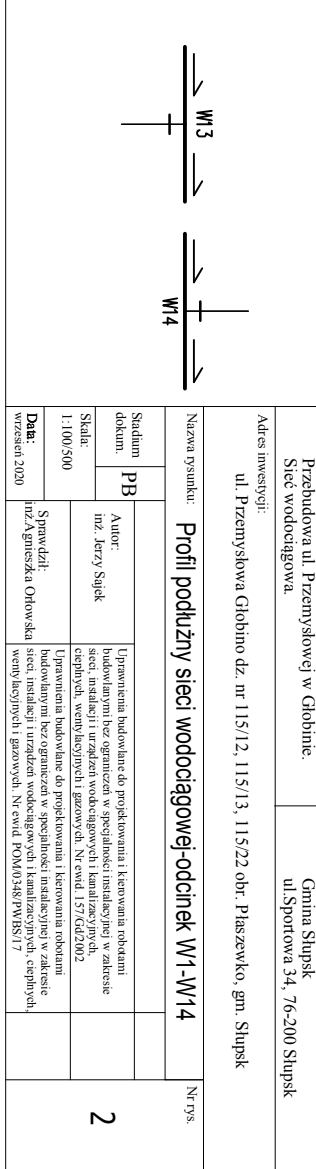 W13
W14
Przebudowa ul. Przemysłowej w Głobinie.
Sieć wodociągowa.
Gmina Słupsk
ul.Sportowa 34, 76-200 Słupsk
Adres inwestycji:
ul. Przemysłowa Głobino dz. nr 115/12, 115/13, 115/22 obr. Płaszewko, gm. Słupsk
Nazwa rysunku:
Profil podłużny sieci wodociągowej-odcinek W1-W14
Nr rys.
2
Stadium
dokum.
PB
Autor:
inż. Jerzy Sajek
Uprawnienia budowlane do projektowania i kierowania robotami
budowlanymi bez ograniczeń w specjalności instalacyjnej w zakresie
sieci, instalacji i urządzeń wodociągowych i kanalizacyjnych,
cieplnych, wentylacyjnych i gazowych. Nr ewid. 157/Gd/2002
Skala:
1:100/500
Sprawdził:
inż.Agnieszka Orłowska
Uprawnienia budowlane do projektowania i kierowania robotami
budowlanymi bez ograniczeń w specjalności instalacyjnej w zakresie
sieci, instalacji i urządzeń wodociągowych i kanalizacyjnych, cieplnych,
wentylacyjnych i gazowych. Nr ewid. POM/0348/PWBS/17
Data:
wrzesień 2020